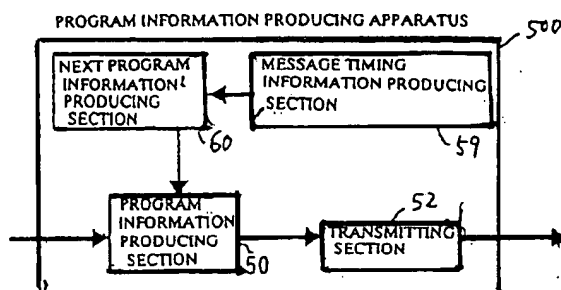 PROGRAM INFORMATION PRODUCING APPARATUS
500
NEXT PROGRAM
INFORMATION
PRODUCING
SECTION
60
MESSAGE TIMING
INFORMATION PRODUCING
SECTION
59
PROGRAM
INFORMATION
PRODUCING
SECTION
50
52
TRANSMITTING
SECTION